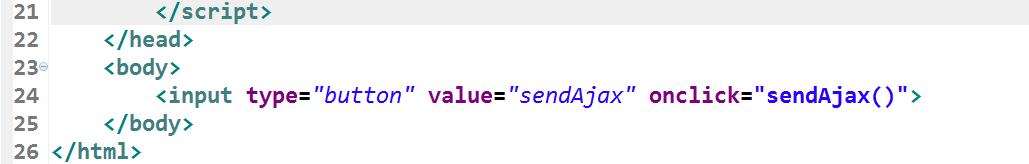 21 </script>
22 </head>
23 <body>
24 <input type="button" value="sendAjax" onclick="sendAjax()">
25 </body>
26 </html>